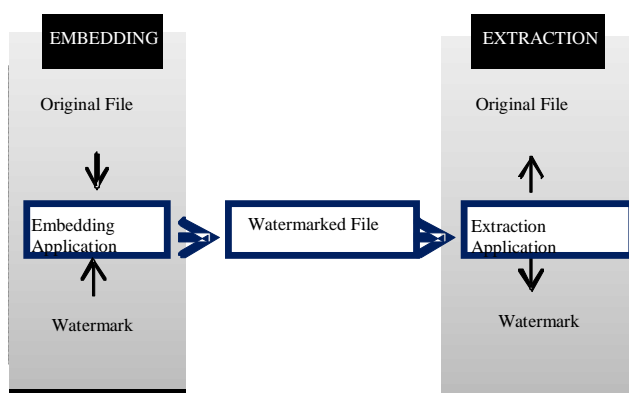 EMBEDDING
Original File
Embedding
Application
Watermark
Watermarked File
EXTRACTION
Original File
Extraction
Application
Watermark